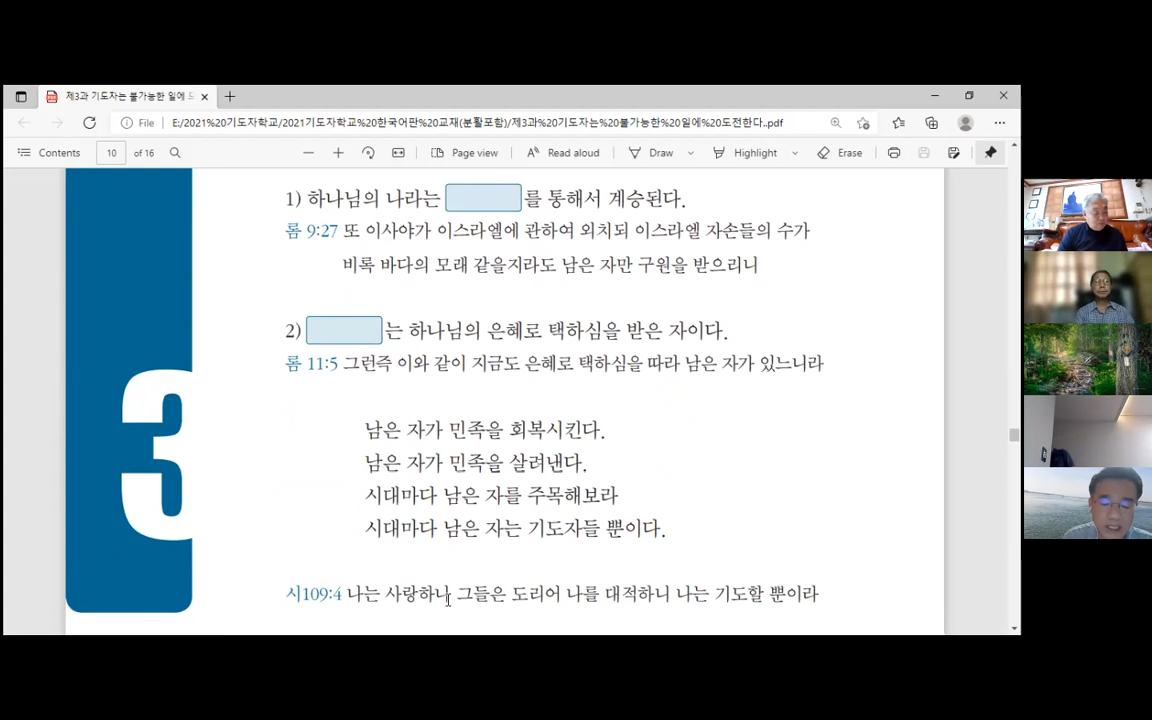 제3과 기도자는 불가능한 일에 도
File E:/2021%20기도자학교/2021기도자학교%20한국어판%20교재(분활포함)/제3과%20기도자는%20불가능한%20일에%20도전한다..pdf
Contents 10 of 16 Page view Read aloud Draw Highlight Erase
1) 하나님의 나라는 를 통해서 계승된다.
롬 9:27 또 이사야가 이스라엘에 관하여 외치되 이스라엘 자손들의 수가
비록 바다의 모래 같을지라도 남은 자만 구원을 받으리니
2) 는 하나님의 은혜로 택하심을 받은 자이다.
롬 11:5 그런즉 이와 같이 지금도 은혜로 택하심을 따라 남은 자가 있느니라
3
남은 자가 민족을 회복시킨다.
남은 자가 민족을 살려낸다.
시대마다 남은 자를 주목해보라
시대마다 남은 자는 기도자들 뿐이다.
시109:4 나는 사랑하나 그들은 도리어 나를 대적하니 나는 기도할 뿐이라